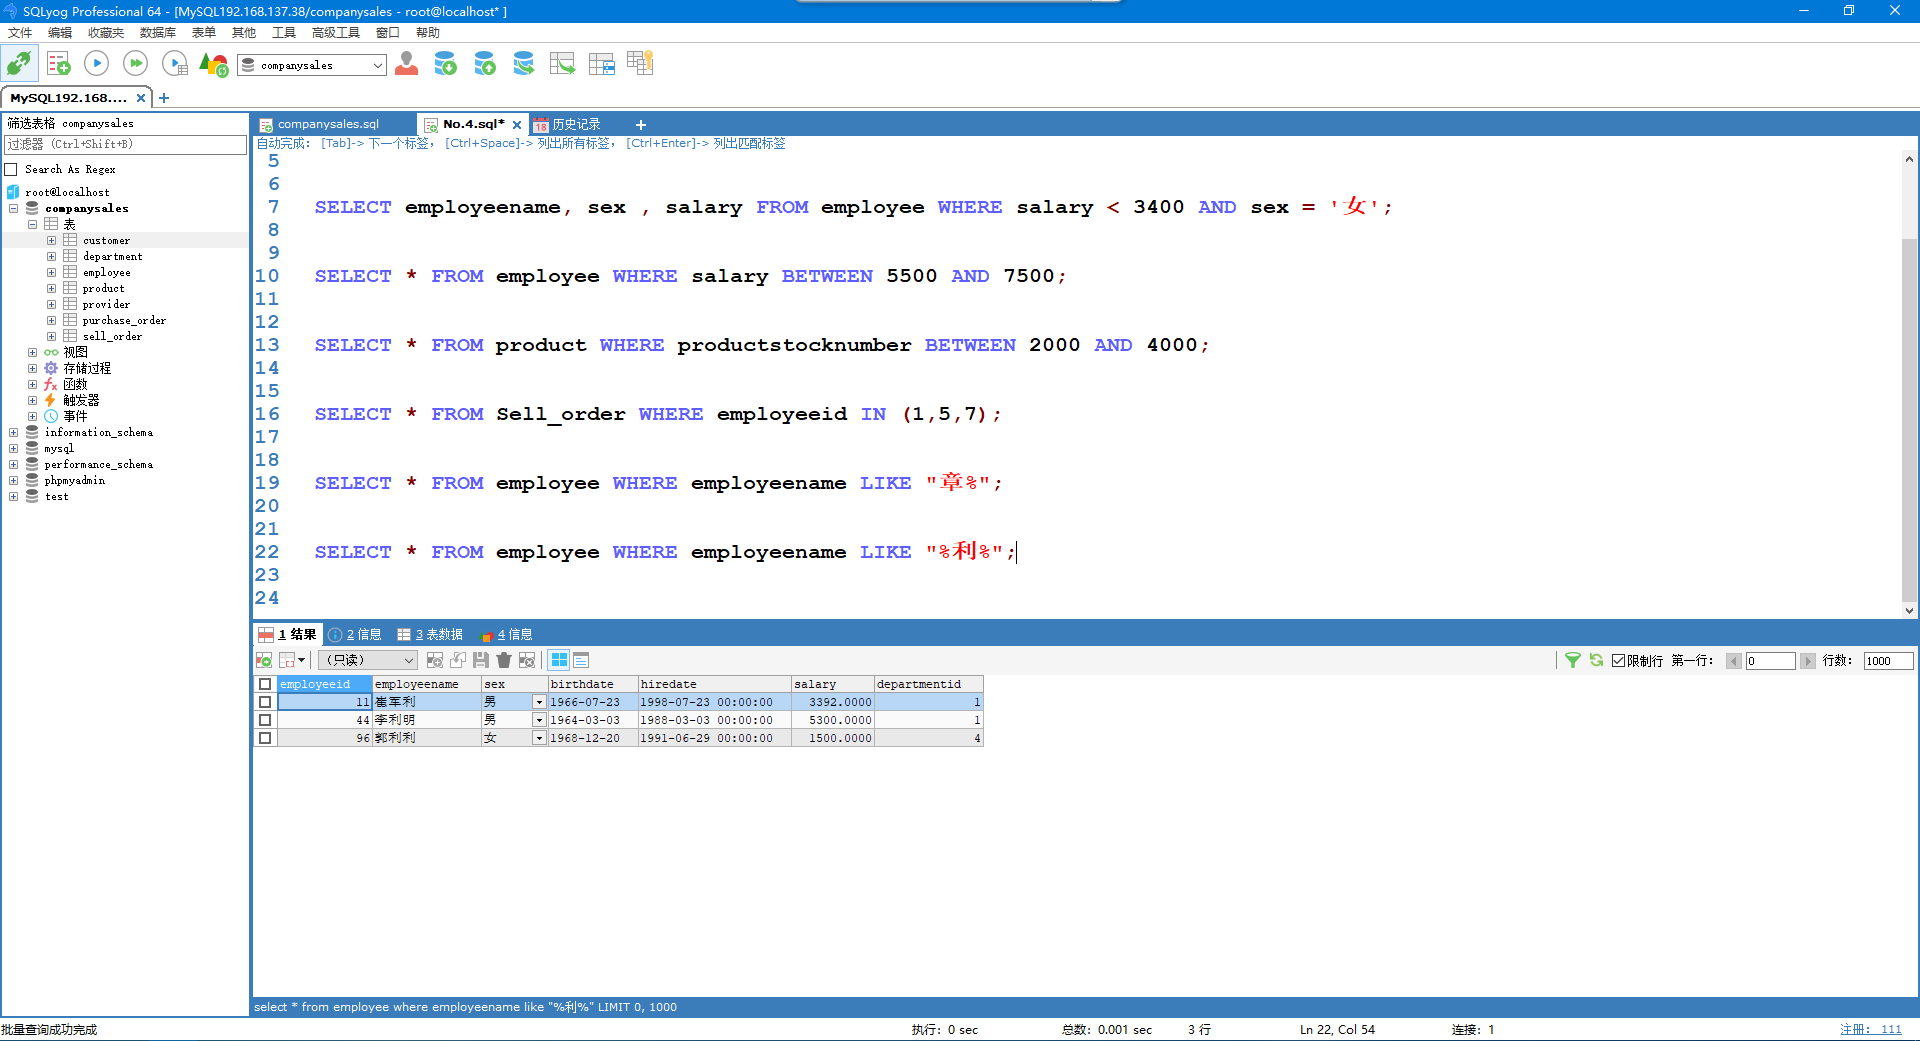 SQLyog Professional 64 - [MySQL192.168.137.38/companysales - root@localhost* ]
文件 编辑 收藏夹 数据库 表单 其他 工具 高级工具 窗口 帮助
companysales
MySQL192.168....
筛选表格 companysales
过滤器 (Ctrl+Shift+B)
Search As Regex
root@localhost
companysales
表
customer
department
employee
product
provider
purchase_order
sell_order
视图
存储过程
函数
触发器
事件
information_schema
mysql
performance_schema
phpmyadmin
test
companysales.sql No.4.sql* 18 历史记录
自动完成: [Tab]-> 下一个标签, [Ctrl+Space]-> 列出所有标签, [Ctrl+Enter]-> 列出匹配标签
5
6
7 SELECT employeename, sex , salary FROM employee WHERE salary < 3400 AND sex = '女';
8
9
10 SELECT * FROM employee WHERE salary BETWEEN 5500 AND 7500;
11
12
13 SELECT * FROM product WHERE productstocknumber BETWEEN 2000 AND 4000;
14
15
16 SELECT * FROM Sell_order WHERE employeeid IN (1,5,7);
17
18
19 SELECT * FROM employee WHERE employeename LIKE "章%";
20
21
22 SELECT * FROM employee WHERE employeename LIKE "%利%";
23
24
1 结果 2 信息 3 表数据 4 信息
(只读) 限制行 第一行: 0 行数: 1000
employeeid employeename sex birthdate hiredate salary departmentid
11 崔军利 男 1966-07-23 1998-07-23 00:00:00 3392.0000 1
44 李利明 男 1964-03-03 1988-03-03 00:00:00 5300.0000 1
96 郭利利 女 1968-12-20 1991-06-29 00:00:00 1500.0000 4
select * from employee where employeename like "%利%" LIMIT 0, 1000
批量查询成功完成 执行: 0 sec 总数: 0.001 sec 3 行 Ln 22, Col 54 连接: 1 注册: 111